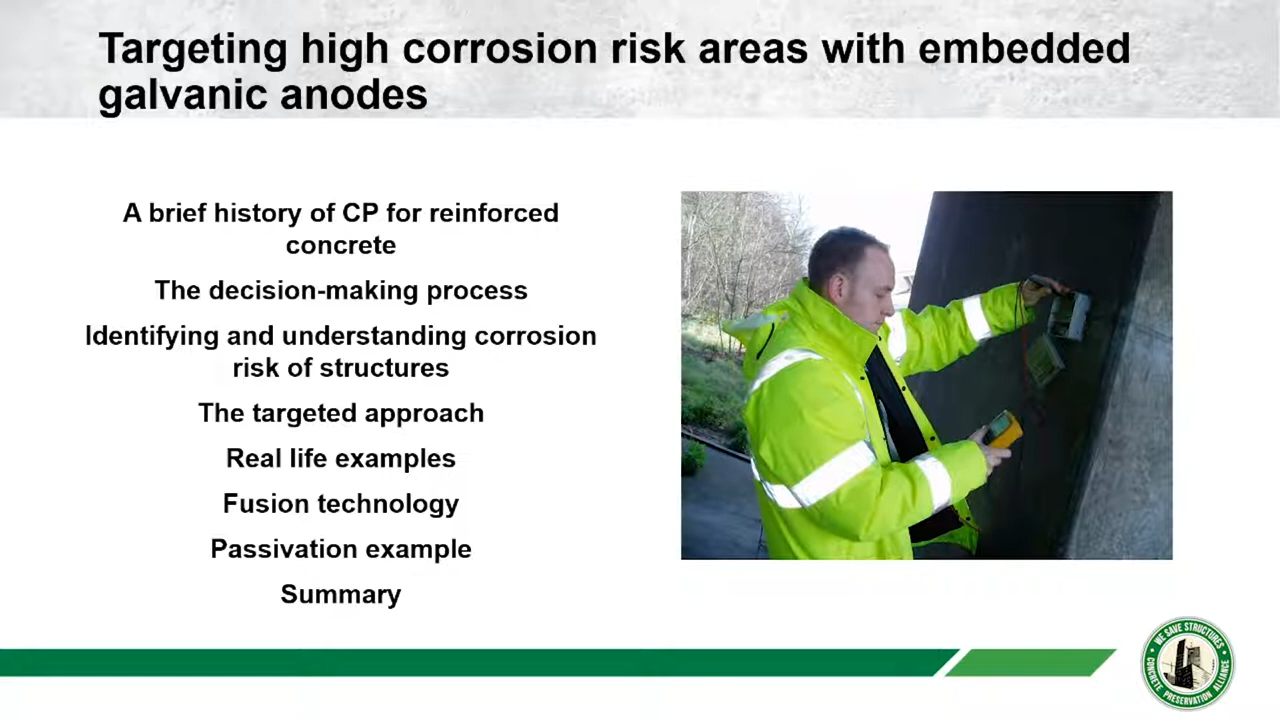 Targeting high corrosion risk areas with embedded
galvanic anodes
A brief history of CP for reinforced
concrete
The decision-making process
Identifying and understanding corrosion
risk of structures
The targeted approach
Real life examples
Fusion technology
Passivation example
Summary
WE SAVE STRUCTURES
CONCRETE PRESERVATION ALLIANCE